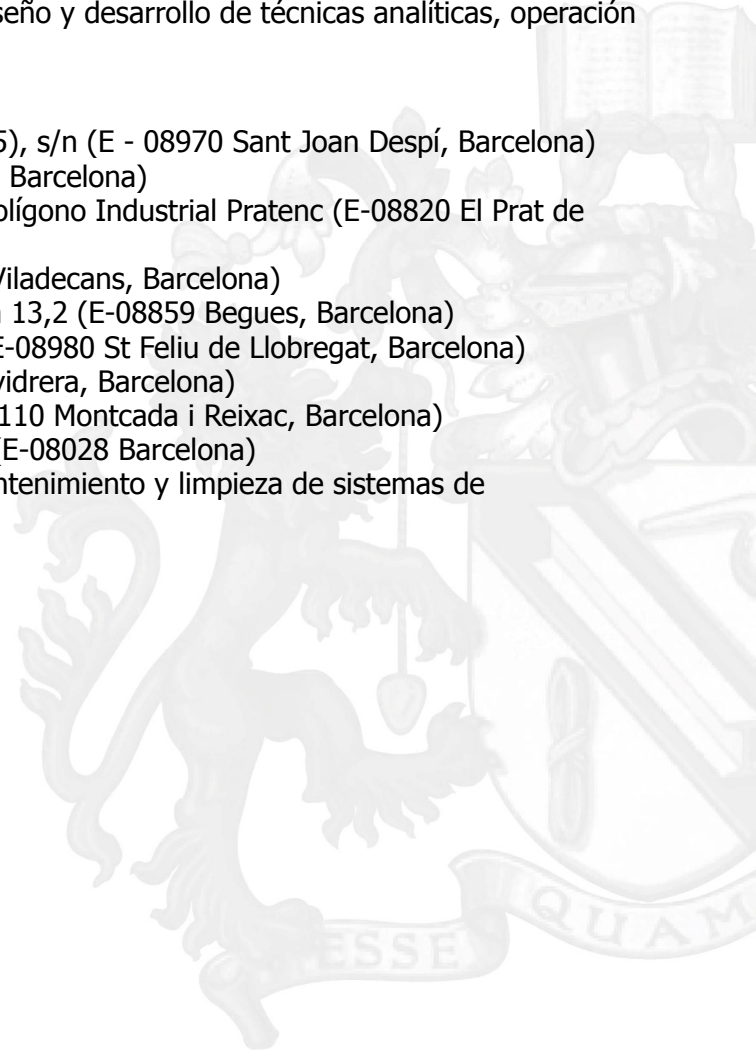 seño y desarrollo de técnicas analíticas, operación
5), s/n (E - 08970 Sant Joan Despí, Barcelona)
Barcelona)
olígono Industrial Pratenc (E-08820 El Prat de
Viladecans, Barcelona)
13,2 (E-08859 Begues, Barcelona)
E-08980 St Feliu de Llobregat, Barcelona)
vidrera, Barcelona)
110 Montcada i Reixac, Barcelona)
(E-08028 Barcelona)
ntenimiento y limpieza de sistemas de
ESSE QUAM